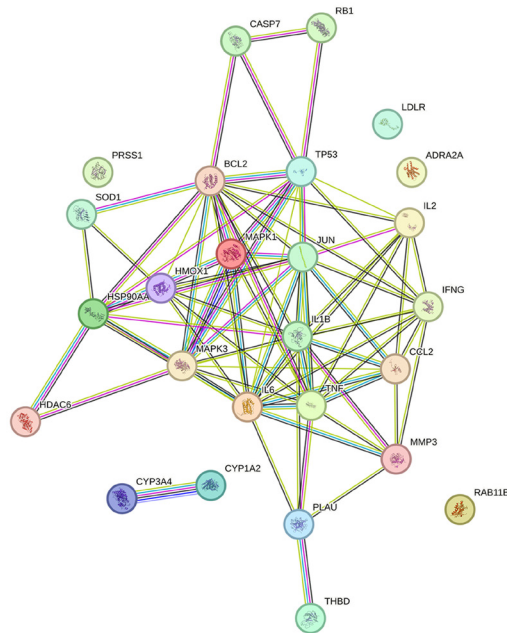 RB1
CASP7
LDLR
PRSS1
TP53
ADRA2A
BCL2
SOD1
IL2
MAPK1
JUN
HMOX1
IFNG
HSP90AA
IL1B
MAPK3
CCL2
IL6
TNF
HDAC6
MMP3
CYP1A2
CYP3A4
RAB11B
PLAU
THBD